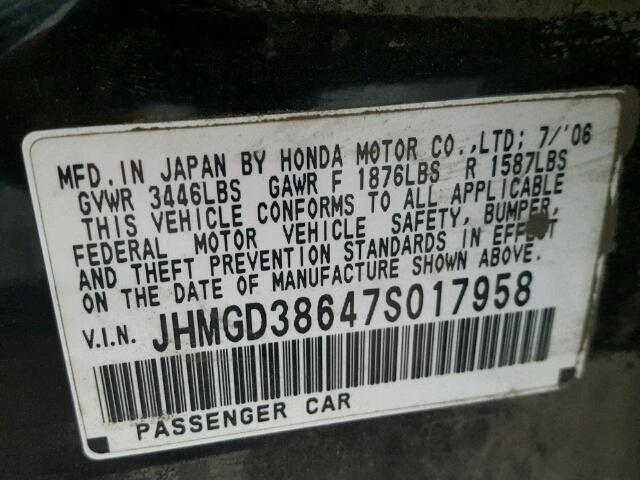 MFD. IN JAPAN BY HONDA MOTOR CO.,LTD; 7/'06
GVWR 3446LBS GAWR F 1876LBS R 1587LBS
THIS VEHICLE CONFORMS TO ALL APPLICABLE
FEDERAL MOTOR VEHICLE SAFETY, BUMPER,
AND THEFT PREVENTION STANDARDS IN EFFECT
ON THE DATE OF MANUFACTURE SHOWN ABOVE.
V.I.N. JHMGD38647S017958
PASSENGER CAR